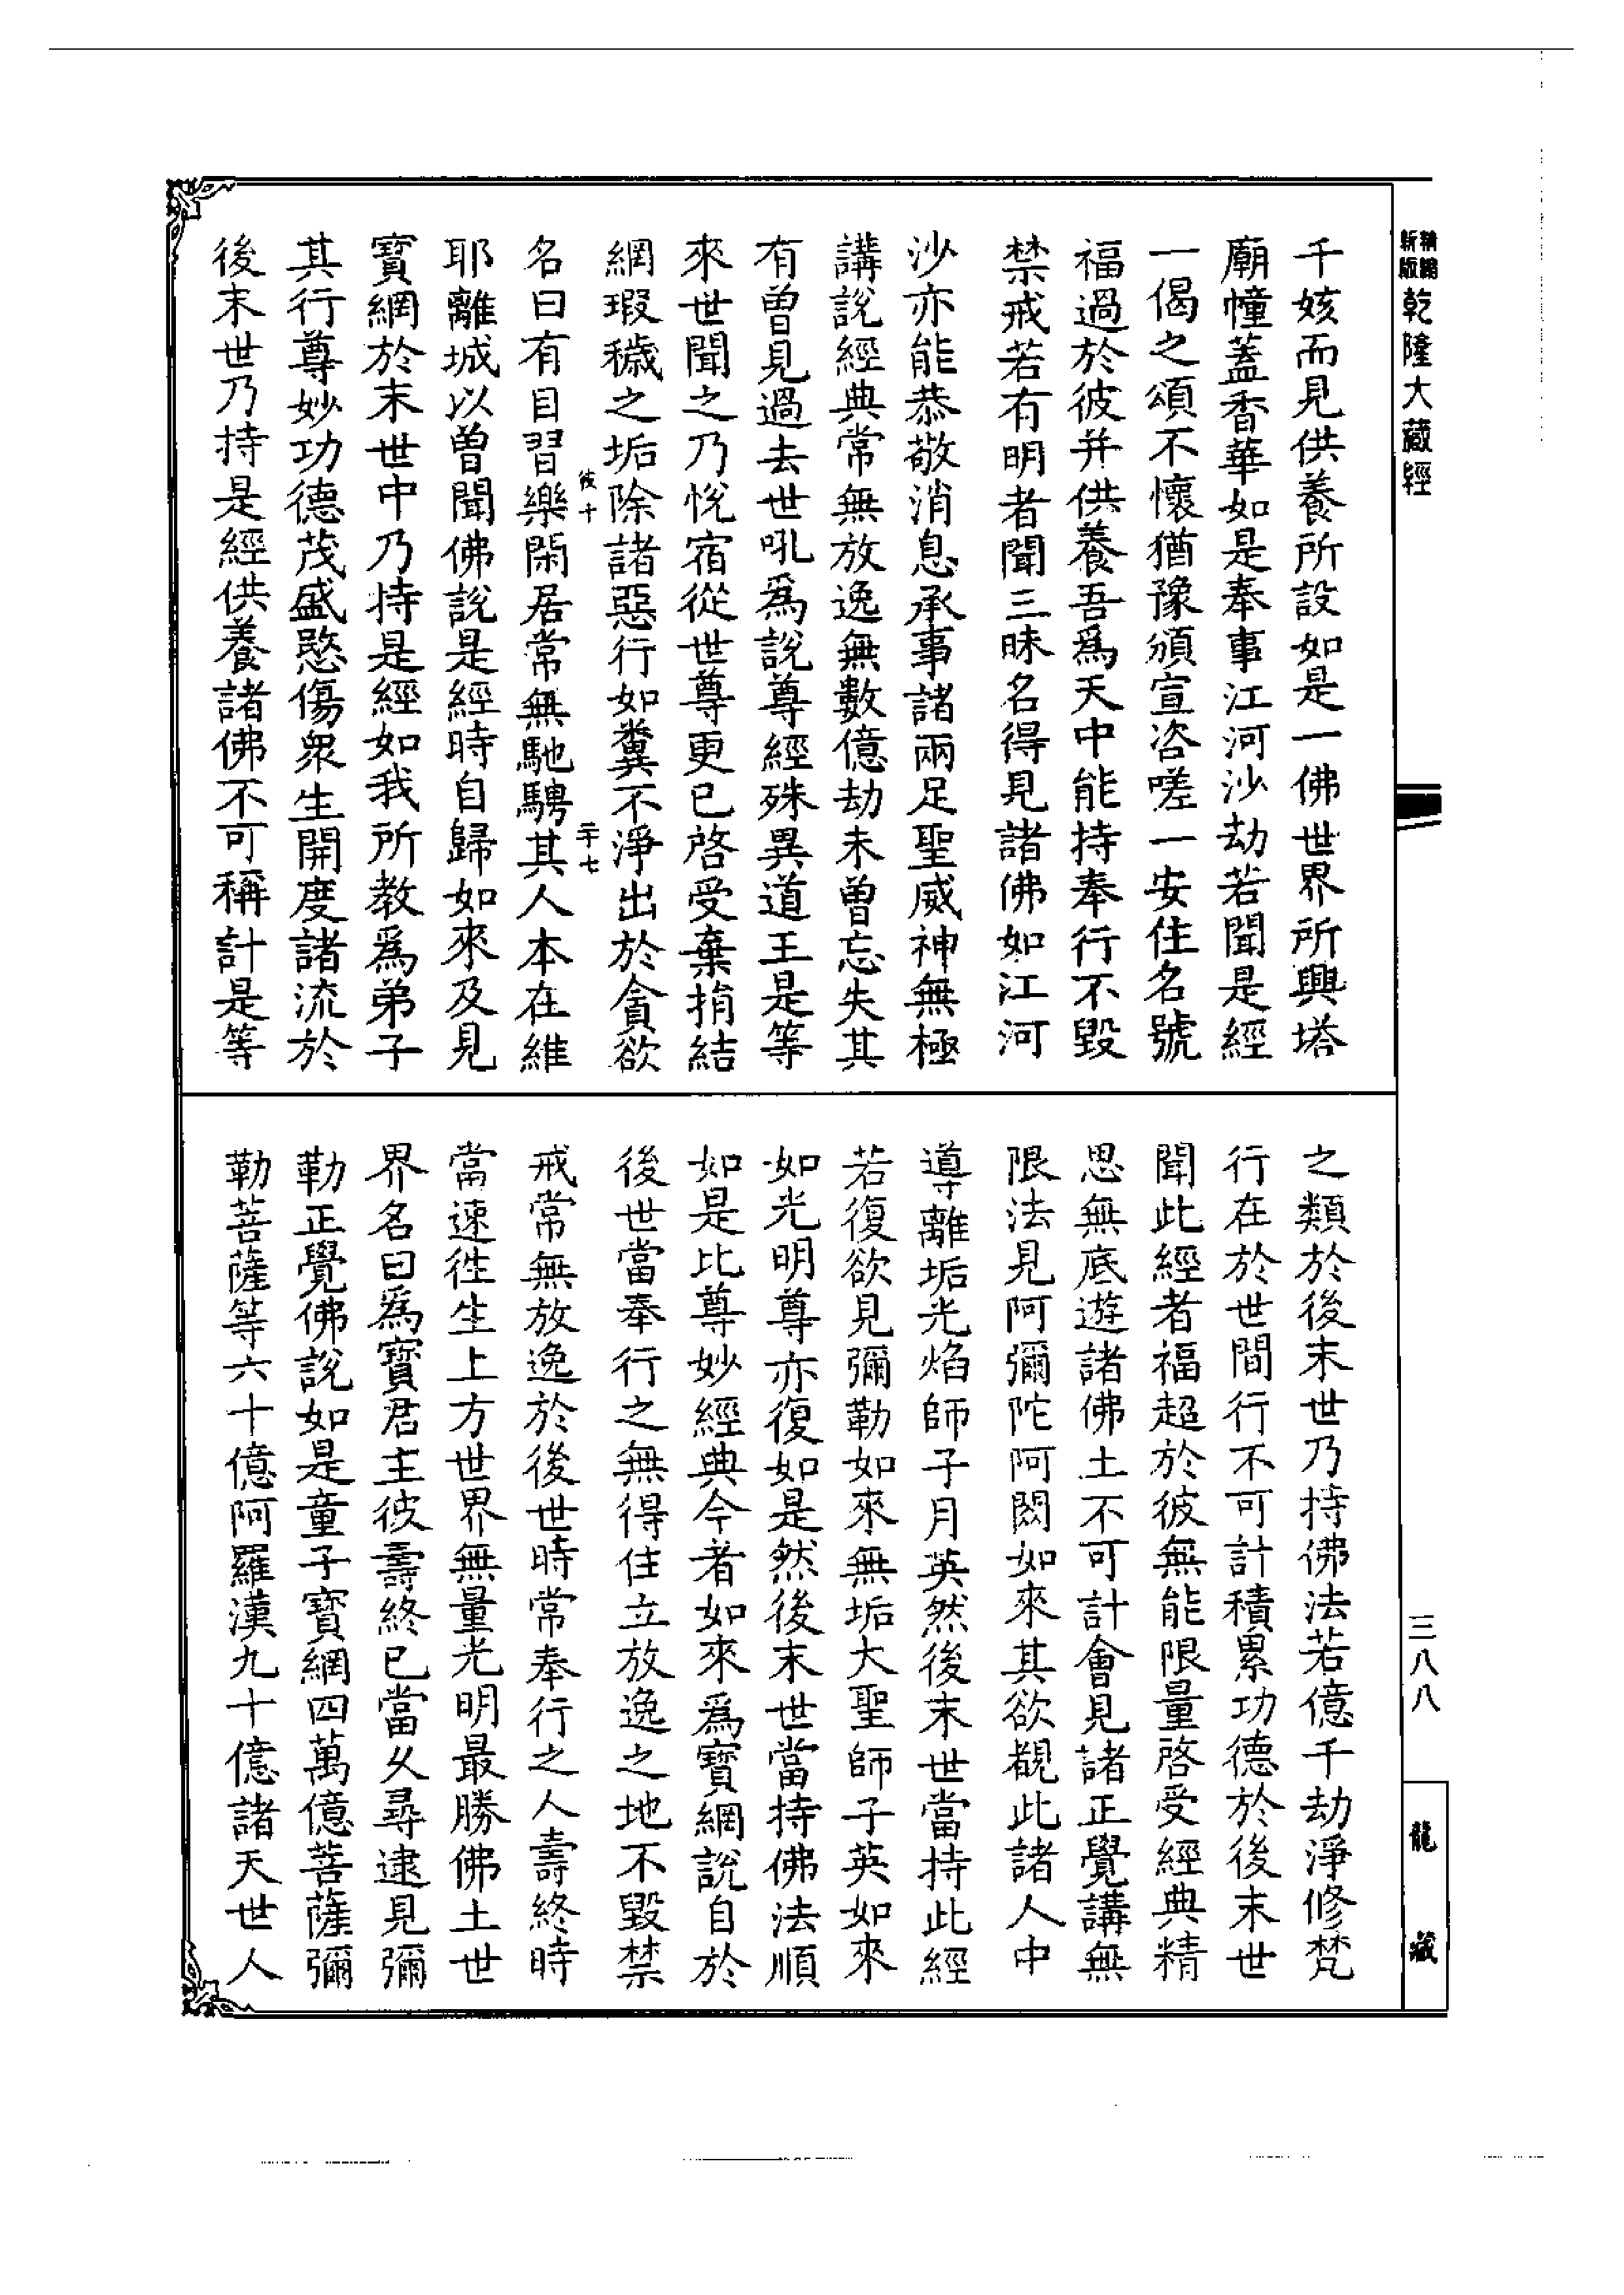 新編
新版
乾隆大藏經
千姟而見供養所設如是一佛世界所興塔
廟幢蓋香華如是奉事江河沙劫若聞是經
一偈之頌不懷猶豫頒宣咨嗟一安住名號
福過於彼并供養吾爲天中能持奉行不毀
禁戒若有明者聞三昧名得見諸佛如江河
沙亦能恭敬消息承事諸兩足聖威神無極
講說經典常無放逸無數億劫未曾忘失其
有曾見過去世吼爲說尊經殊異道王是等
來世聞之乃悅宿從世尊更已啓受棄捐結
網瑕穢之垢除諸惡行如糞不淨出於貪欲
彼十
二十七
名曰有目習樂閑居常無馳騁其人本在維
耶離城以曾聞佛說是經時自歸如來及見
寶網於末世中乃持是經如我所教爲弟子
其行尊妙功德茂盛愍傷眾生開度諸流於
後末世乃持是經供養諸佛不可稱計是等
之類於後末世乃持佛法若億千劫淨修梵
行在於世間行不可計積累功德於後末世
聞此經者福超於彼無能限量啓受經典精
思無底遊諸佛土不可計會見諸正覺講無
限法見阿彌陀阿閦如來其欲觀此諸人中
導離垢光焰師子月英然後末世當持此經
若復欲見彌勒如來無垢大聖師子英如來
如光明尊亦復如是然後末世當持佛法順
如是比尊妙經典今者如來爲寶網說自於
後世當奉行之無得住立放逸之地不毀禁
戒常無放逸於後世時常奉行之人壽終時
當速徃生上方世界無量光明最勝佛土世
界名曰爲寶君主彼壽終已當久尋逮見彌
勒正覺佛說如是童子寶網四萬億菩薩彌
勒菩薩等六十億阿羅漢九十億諸天世人
三八八
龍藏